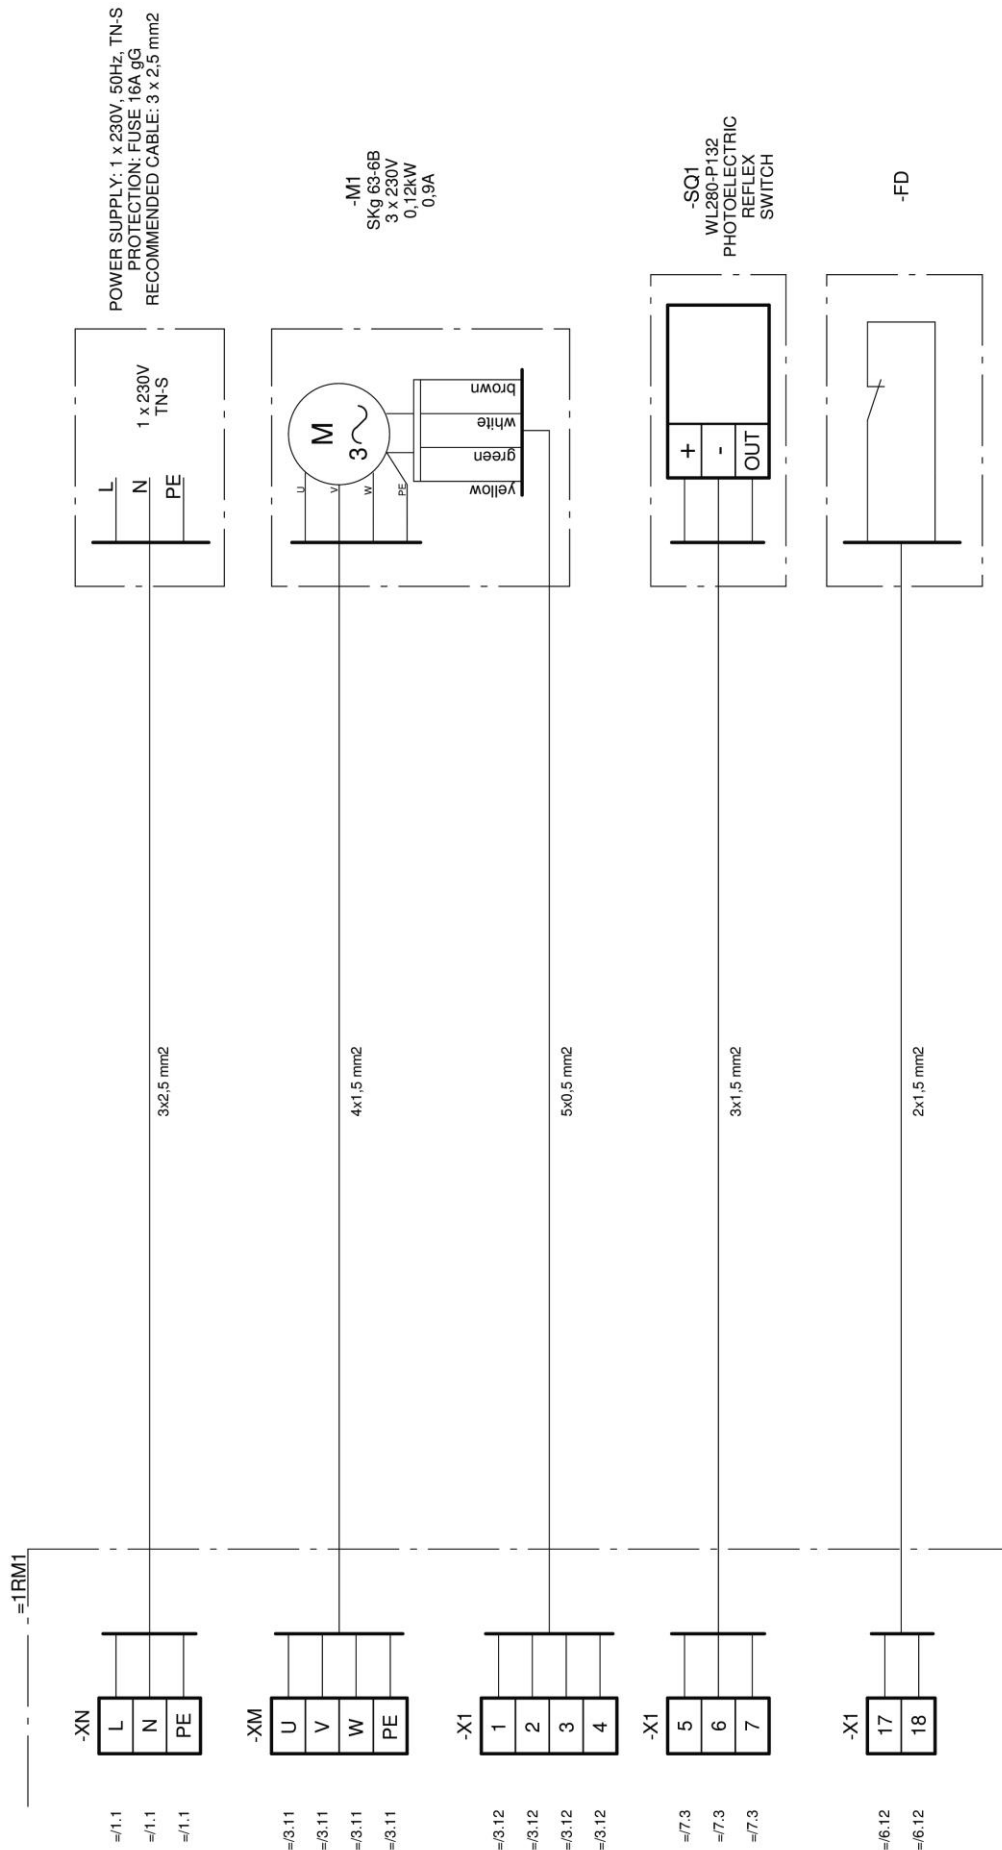 POWER SUPPLY: 1 x 230V, 50Hz, TN-S
PROTECTION: FUSE 16A gG
RECOMMENDED CABLE: 3 x 2,5 mm2
1 x 230V
TN-S
L
N
PE
-M1
SKg 63-6B
3 x 230V
0,12kW
0,9A
M
3
U
V
W
PE
brown
white
green
yellow
-SQ1
WL280-P132
PHOTOELECTRIC
REFLEX
SWITCH
+
-
OUT
-FD
3x2,5 mm2
4x1,5 mm2
5x0,5 mm2
3x1,5 mm2
2x1,5 mm2
=1RM1
-XN
L
N
PE
-XM
U
V
W
PE
-X1
1
2
3
4
-X1
5
6
7
-X1
17
18
=/1.1
=/1.1
=/1.1
=/3.11
=/3.11
=/3.11
=/3.11
=/3.12
=/3.12
=/3.12
=/3.12
=/7.3
=/7.3
=/7.3
=/6.12
=/6.12